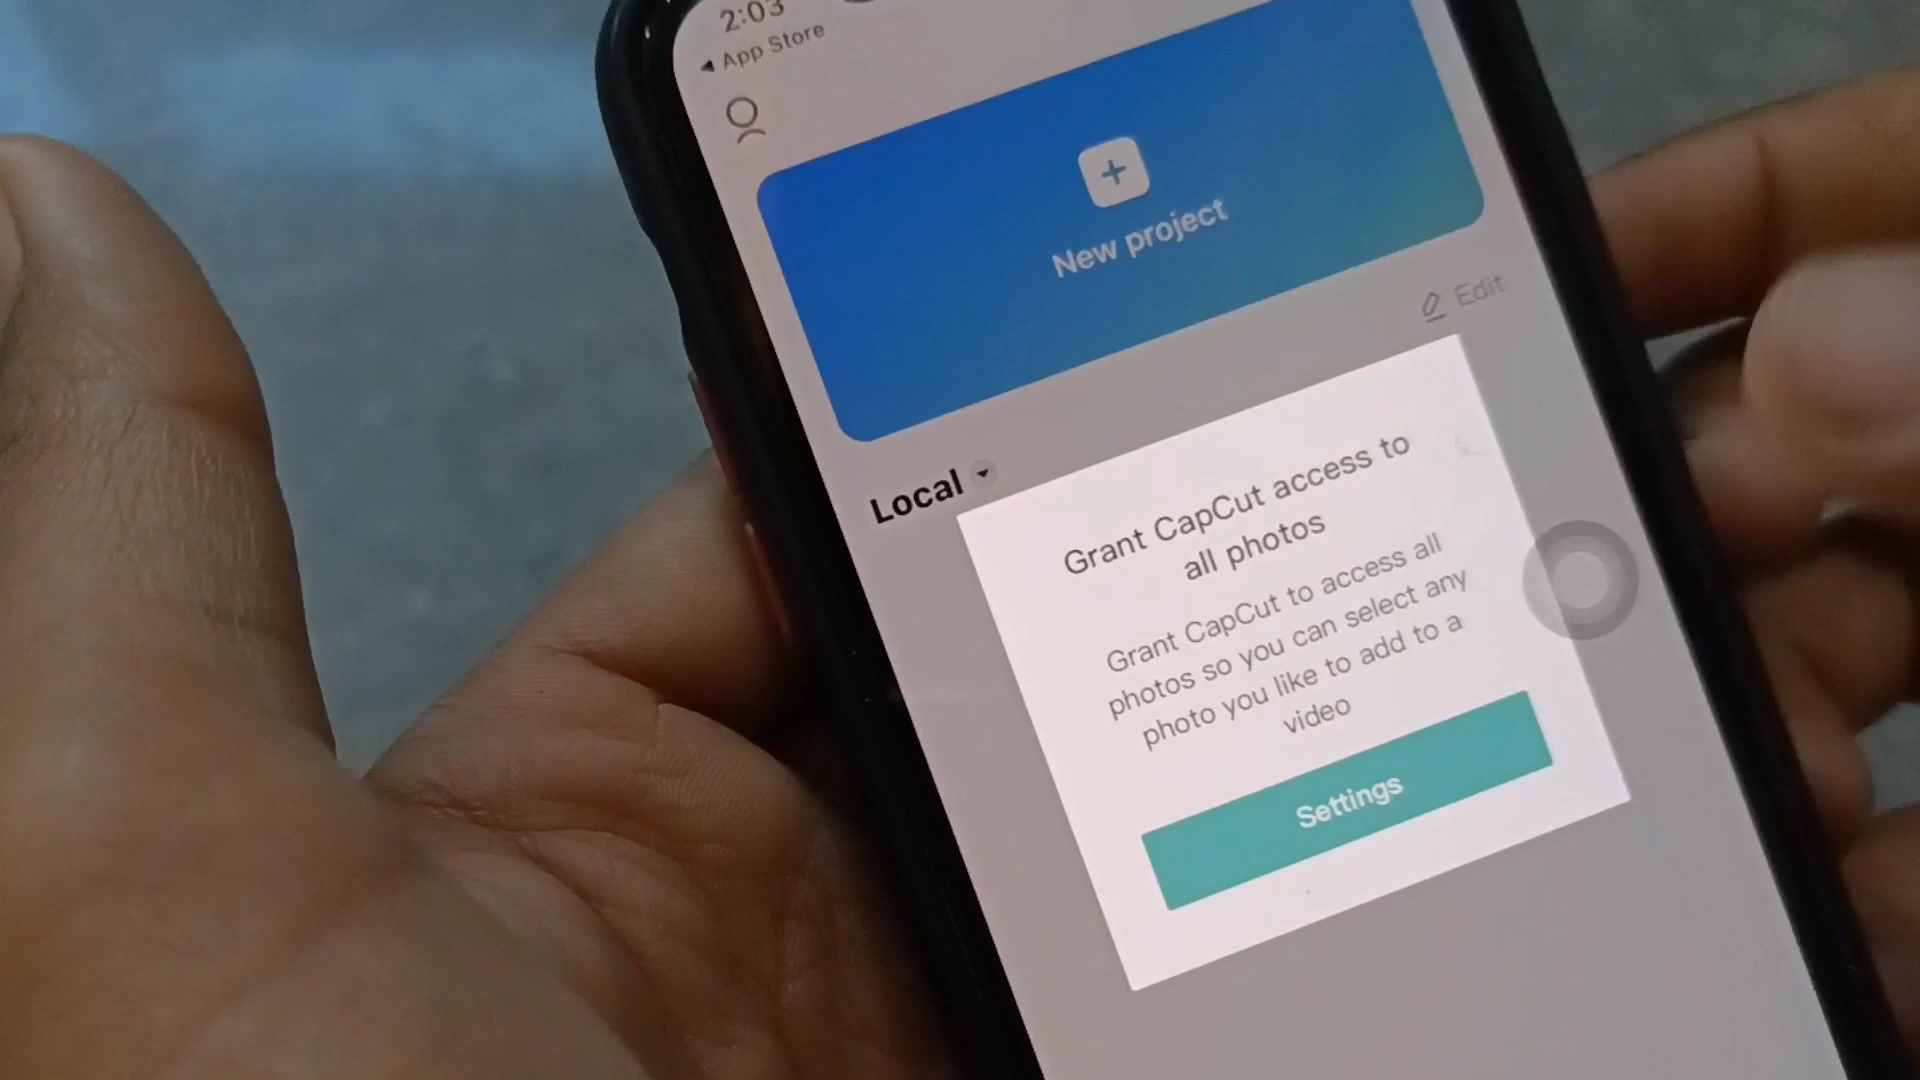 2:03
◀ App Store
New project
Edit
Local
Grant CapCut access to
all photos
Grant CapCut to access all
photos so you can select any
photo you like to add to a
video
Settings